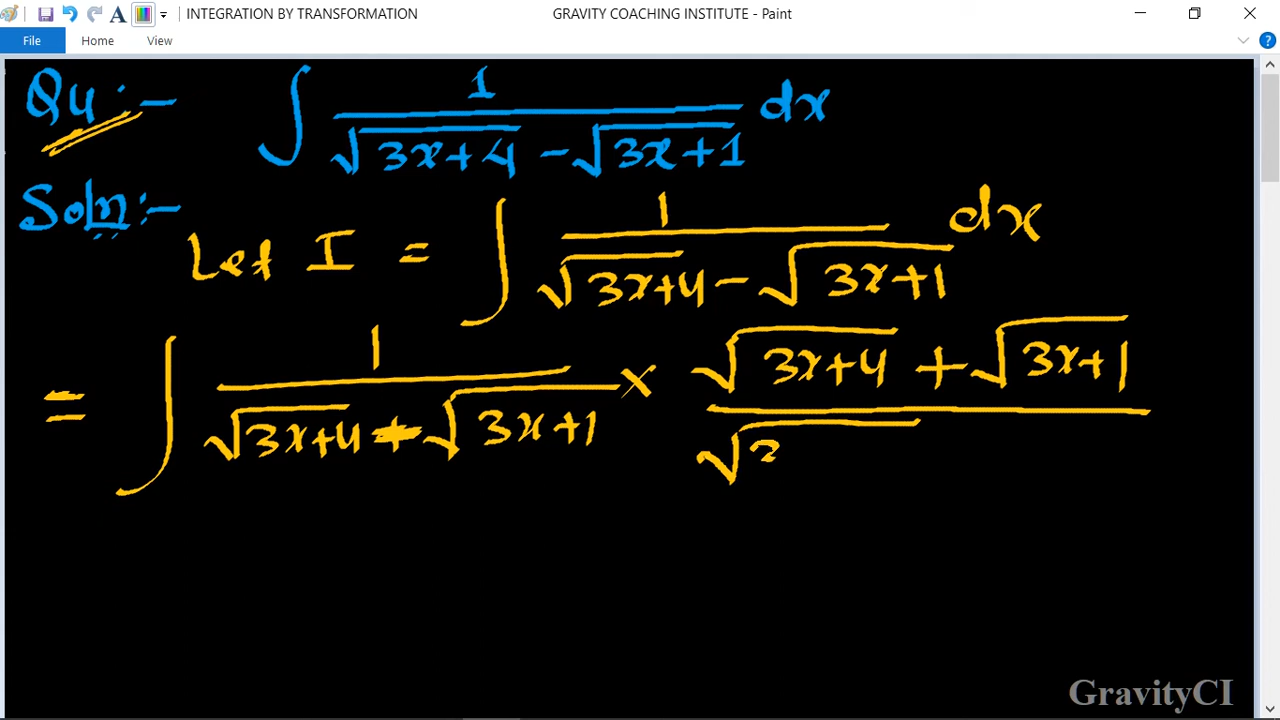 INTEGRATION BY TRANSFORMATION GRAVITY COACHING INSTITUTE - Paint
File Home View
Q4:- ∫ 1/(√(3x+4) - √(3x+1)) dx
Soln:-
Let I = ∫ 1/(√(3x+4) - √(3x+1)) dx
= ∫ 1/(√(3x+4) + √(3x+1)) × (√(3x+4) + √(3x+1))/√3
GravityCI